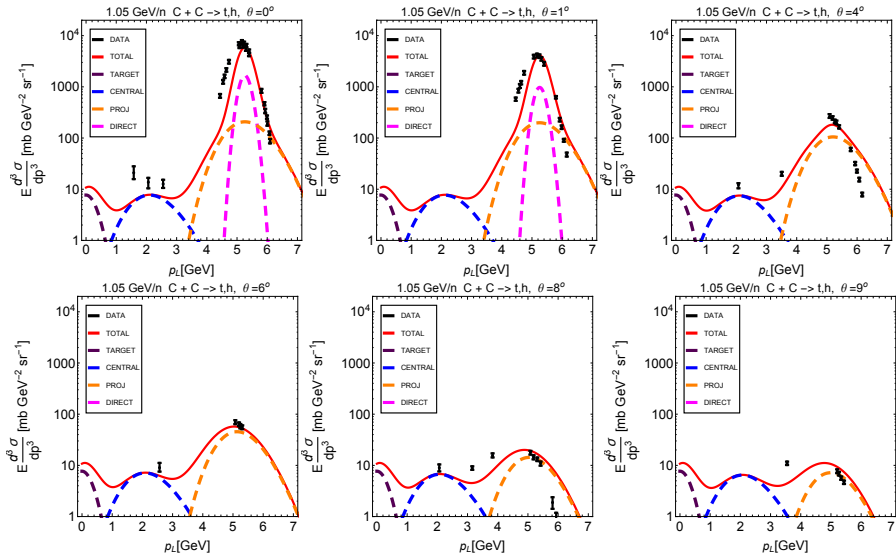 1.05 GeV/n C + C -> t,h, θ=0°
10⁴
1000
100
10
1
E d³σ/dp³ [mb GeV⁻² sr⁻¹]
DATA
TOTAL
TARGET
CENTRAL
PROJ
DIRECT
0 1 2 3 4 5 6 7
p_L[GeV]
1.05 GeV/n C + C -> t,h, θ=1°
10⁴
1000
100
10
1
E d³σ/dp³ [mb GeV⁻² sr⁻¹]
DATA
TOTAL
TARGET
CENTRAL
PROJ
DIRECT
0 1 2 3 4 5 6 7
p_L[GeV]
1.05 GeV/n C + C -> t,h, θ=4°
10⁴
1000
100
10
1
E d³σ/dp³ [mb GeV⁻² sr⁻¹]
DATA
TOTAL
TARGET
CENTRAL
PROJ
DIRECT
0 1 2 3 4 5 6 7
p_L[GeV]
1.05 GeV/n C + C -> t,h, θ=6°
10⁴
1000
100
10
1
E d³σ/dp³ [mb GeV⁻² sr⁻¹]
DATA
TOTAL
TARGET
CENTRAL
PROJ
DIRECT
0 1 2 3 4 5 6 7
p_L[GeV]
1.05 GeV/n C + C -> t,h, θ=8°
10⁴
1000
100
10
1
E d³σ/dp³ [mb GeV⁻² sr⁻¹]
DATA
TOTAL
TARGET
CENTRAL
PROJ
DIRECT
0 1 2 3 4 5 6 7
p_L[GeV]
1.05 GeV/n C + C -> t,h, θ=9°
10⁴
1000
100
10
1
E d³σ/dp³ [mb GeV⁻² sr⁻¹]
DATA
TOTAL
TARGET
CENTRAL
PROJ
DIRECT
0 1 2 3 4 5 6 7
p_L[GeV]